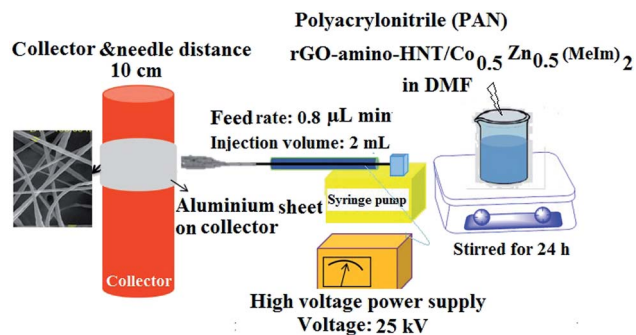 Polyacrylonitrile (PAN)
rGO-amino-HNT/Co0.5 Zn0.5 (MeIm)2
in DMF
Collector &needle distance
10 cm
Feed rate: 0.8 µL min
Injection volume: 2 mL
Syringe pump
Aluminium sheet
on collector
Stirred for 24 h
Collector
High voltage power supply
Voltage: 25 kV